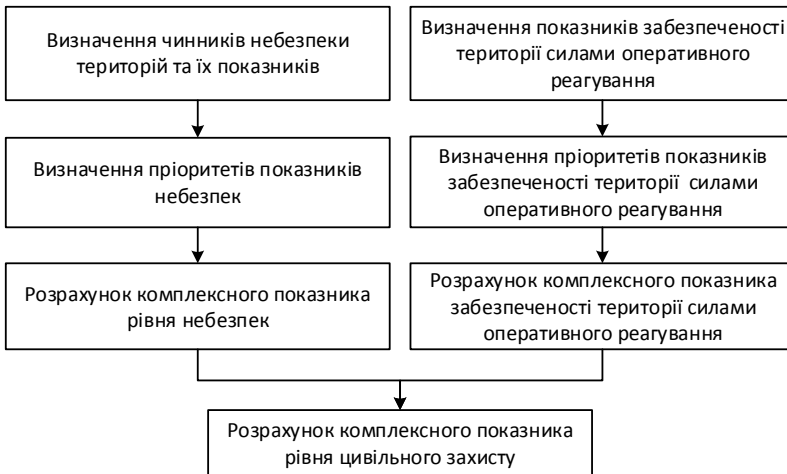 Визначення чинників небезпеки
територій та їх показників
Визначення показників забезпеченості
території силами оперативного
реагування
Визначення пріоритетів показників
небезпек
Визначення пріоритетів показників
забезпеченості території силами
оперативного реагування
Розрахунок комплексного показника
рівня небезпек
Розрахунок комплексного показника
забезпеченості території силами
оперативного реагування
Розрахунок комплексного показника
рівня цивільного захисту